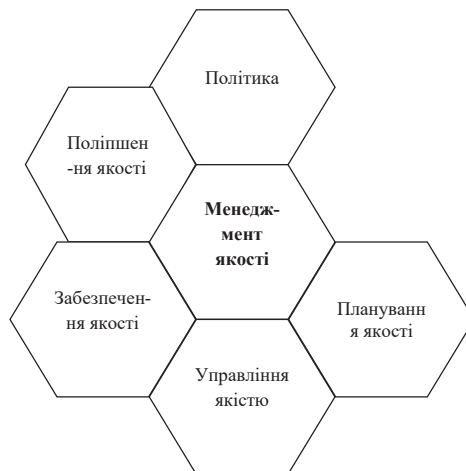 Політика
Поліпшен
-ня якості
Менедж-
мент
якості
Забезпечен-
ня якості
Плануванн
я якості
Управління
якістю